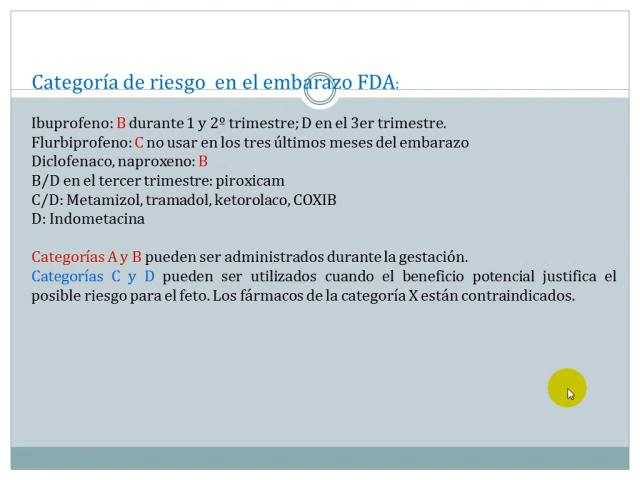 Categoría de riesgo en el embarazo FDA:
Ibuprofeno: B durante 1 y 2º trimestre; D en el 3er trimestre.
Flurbiprofeno: C no usar en los tres últimos meses del embarazo
Diclofenaco, naproxeno: B
B/D en el tercer trimestre: piroxicam
C/D: Metamizol, tramadol, ketorolaco, COXIB
D: Indometacina
Categorías A y B pueden ser administrados durante la gestación.
Categorías C y D pueden ser utilizados cuando el beneficio potencial justifica el
posible riesgo para el feto. Los fármacos de la categoría X están contraindicados.